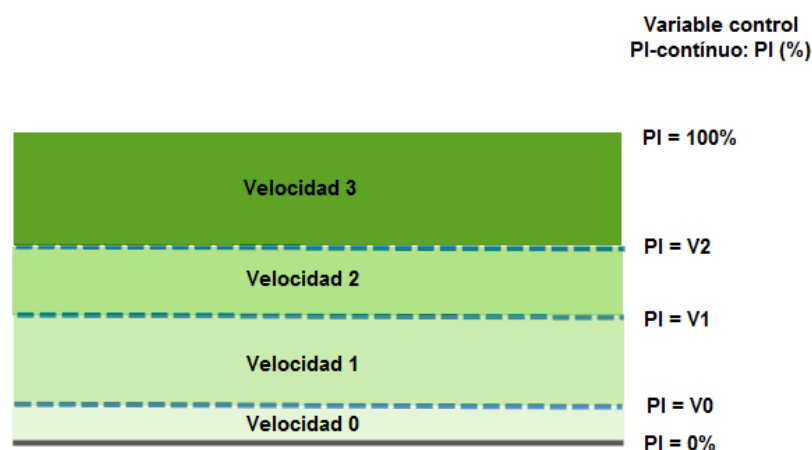 Variable control
PI-contínuo: PI (%)
PI = 100%
Velocidad 3
PI = V2
Velocidad 2
PI = V1
Velocidad 1
PI = V0
Velocidad 0
PI = 0%